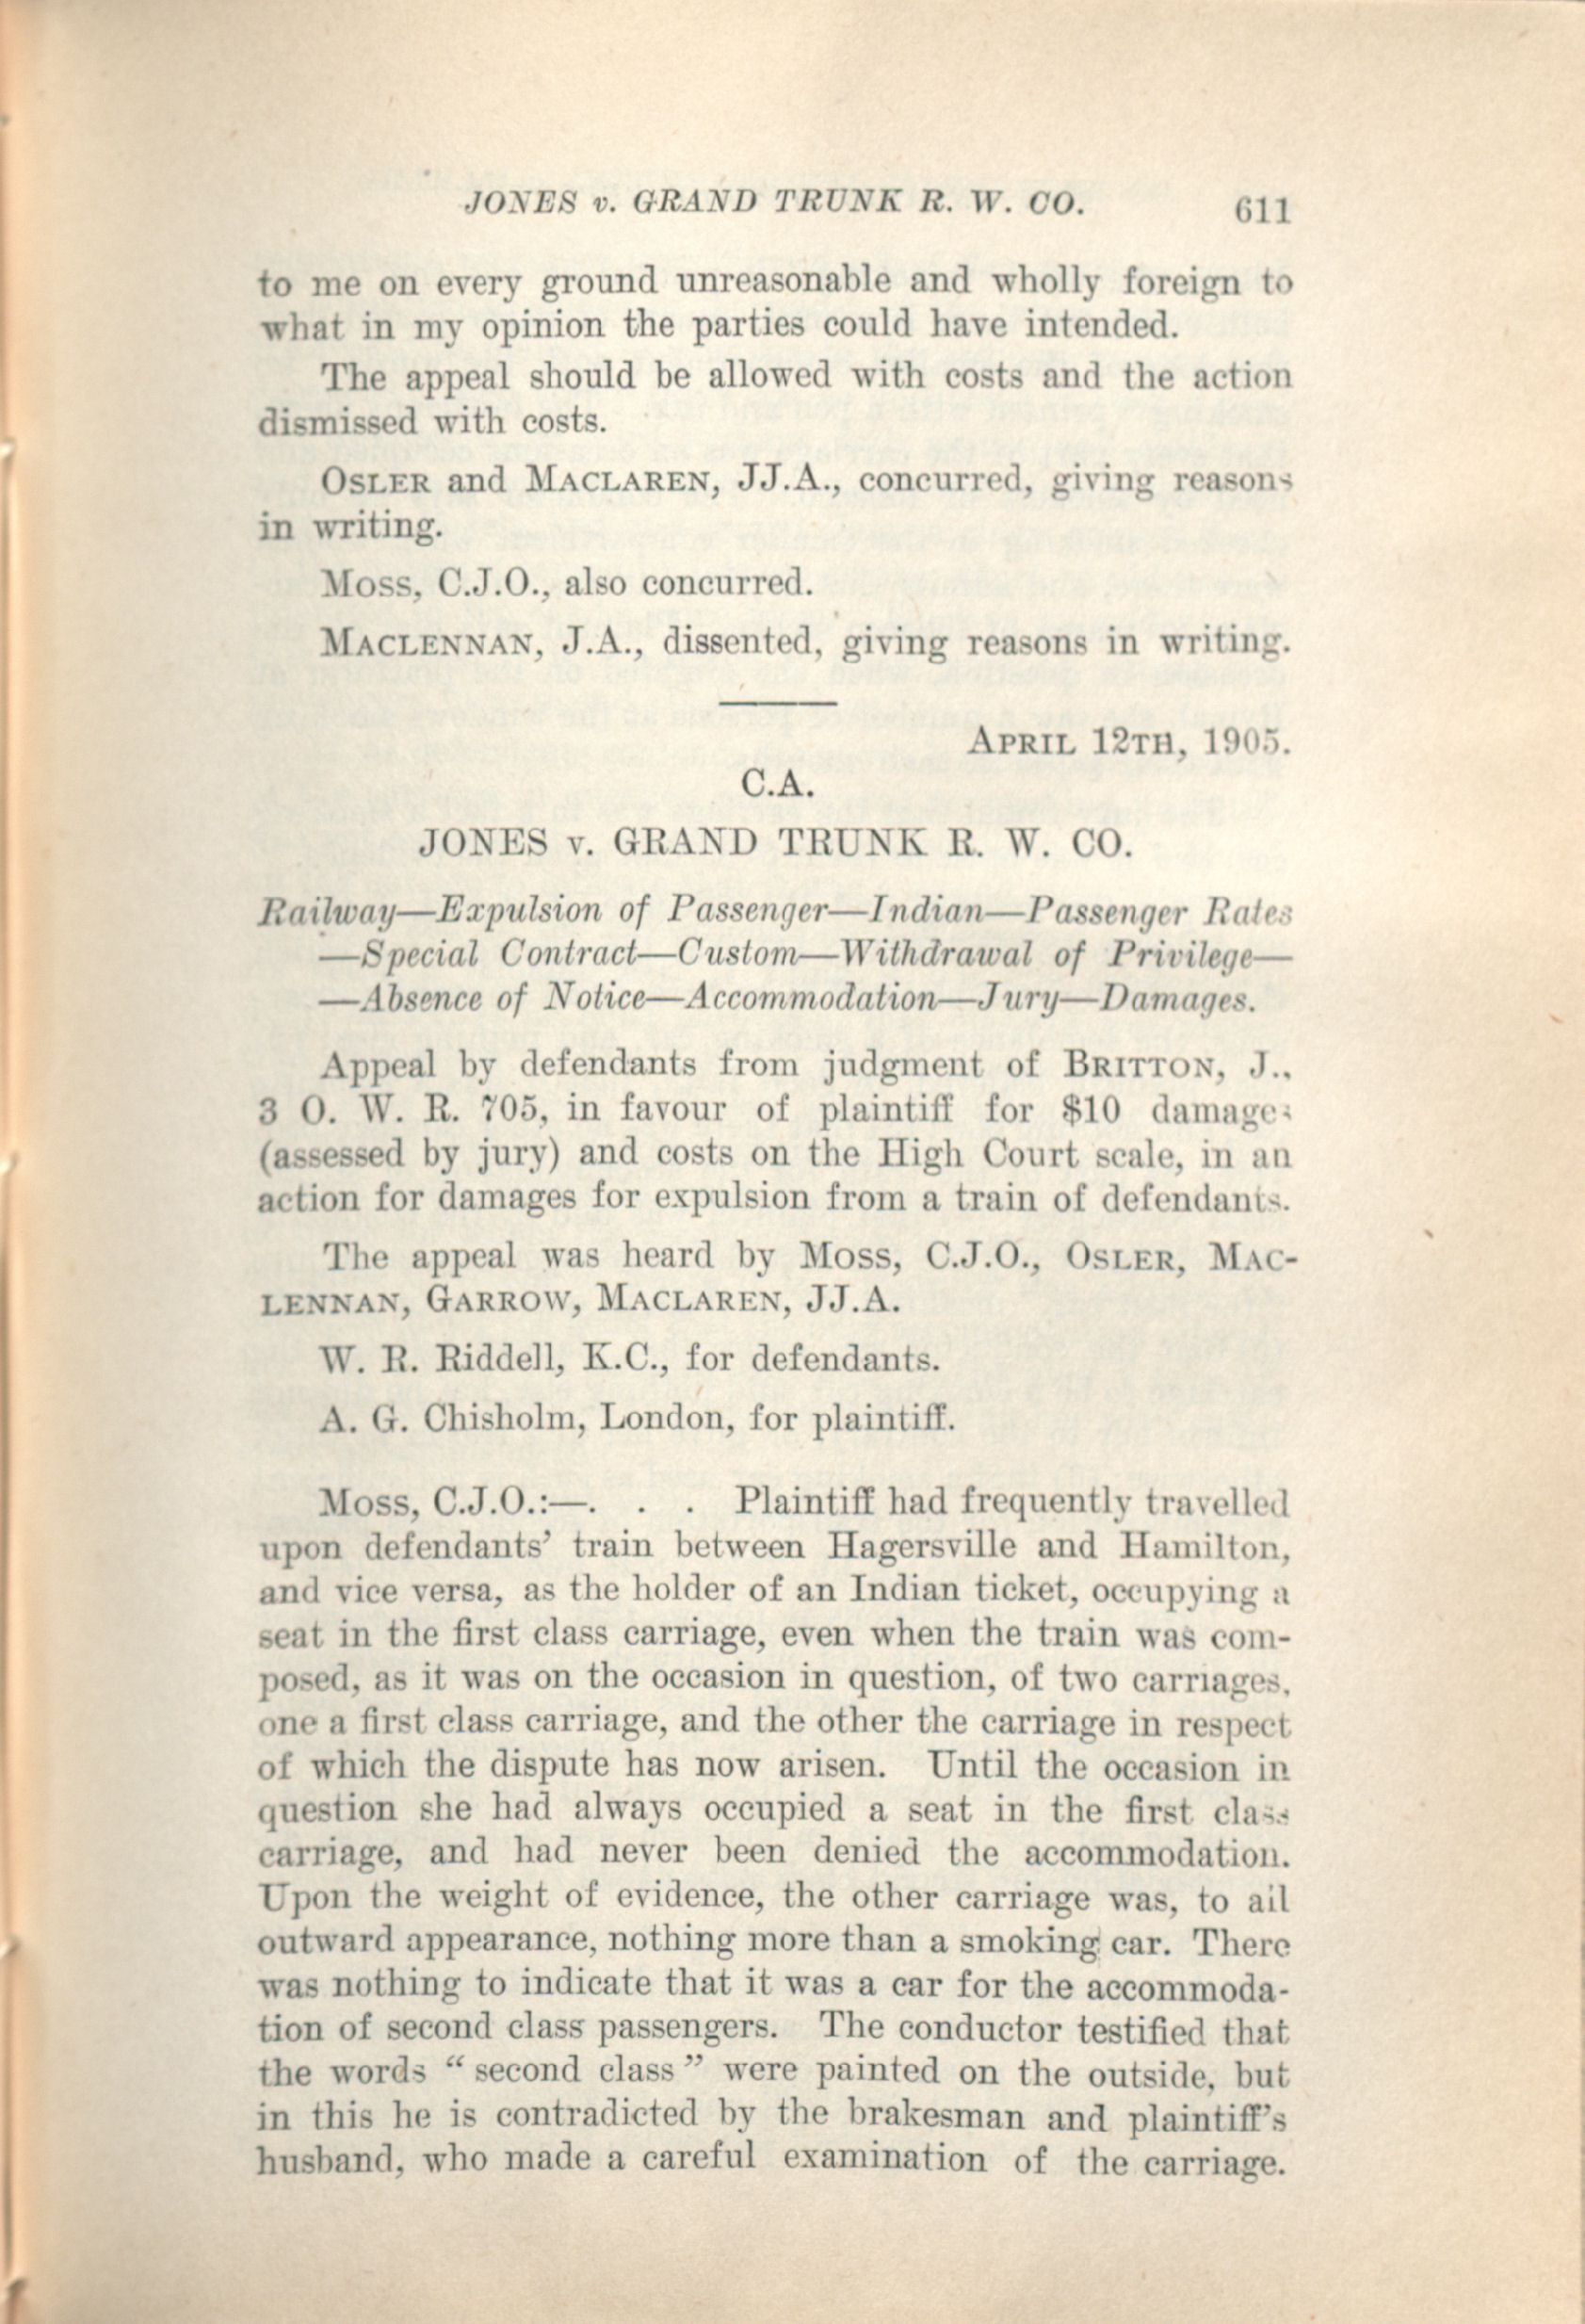 JONES v. GRAND TRUNK R. W. CO. 611
to me on every ground unreasonable and wholly foreign to
what in my opinion the parties could have intended.
The appeal should be allowed with costs and the action
dismissed with costs.
OSLER and MACLAREN, JJ.A., concurred, giving reasons
in writing.
MOSS, C.J.O., also concurred.
MACLENNAN, J.A., dissented, giving reasons in writing.
APRIL 12TH, 1905.
C.A.
JONES v. GRAND TRUNK R. W. CO.
Railway—Expulsion of Passenger—Indian—Passenger Rates
—Special Contract—Custom—Withdrawal of Privilege—
—Absence of Notice—Accommodation—Jury—Damages.
Appeal by defendants from judgment of BRITTON, J.,
3 O. W. R. 705, in favour of plaintiff for $10 damages
(assessed by jury) and costs on the High Court scale, in an
action for damages for expulsion from a train of defendants.
The appeal was heard by MOSS, C.J.O., OSLER, MAC-
LENNAN, GARROW, MACLAREN, JJ.A.
W. R. Riddell, K.C., for defendants.
A. G. Chisholm, London, for plaintiff.
MOSS, C.J.O.:—. . . Plaintiff had frequently travelled
upon defendants' train between Hagersville and Hamilton,
and vice versa, as the holder of an Indian ticket, occupying a
seat in the first class carriage, even when the train was com-
posed, as it was on the occasion in question, of two carriages,
one a first class carriage, and the other the carriage in respect
of which the dispute has now arisen. Until the occasion in
question she had always occupied a seat in the first class
carriage, and had never been denied the accommodation.
Upon the weight of evidence, the other carriage was, to all
outward appearance, nothing more than a smoking car. There
was nothing to indicate that it was a car for the accommoda-
tion of second class passengers. The conductor testified that
the words "second class" were painted on the outside, but
in this he is contradicted by the brakesman and plaintiff's
husband, who made a careful examination of the carriage.